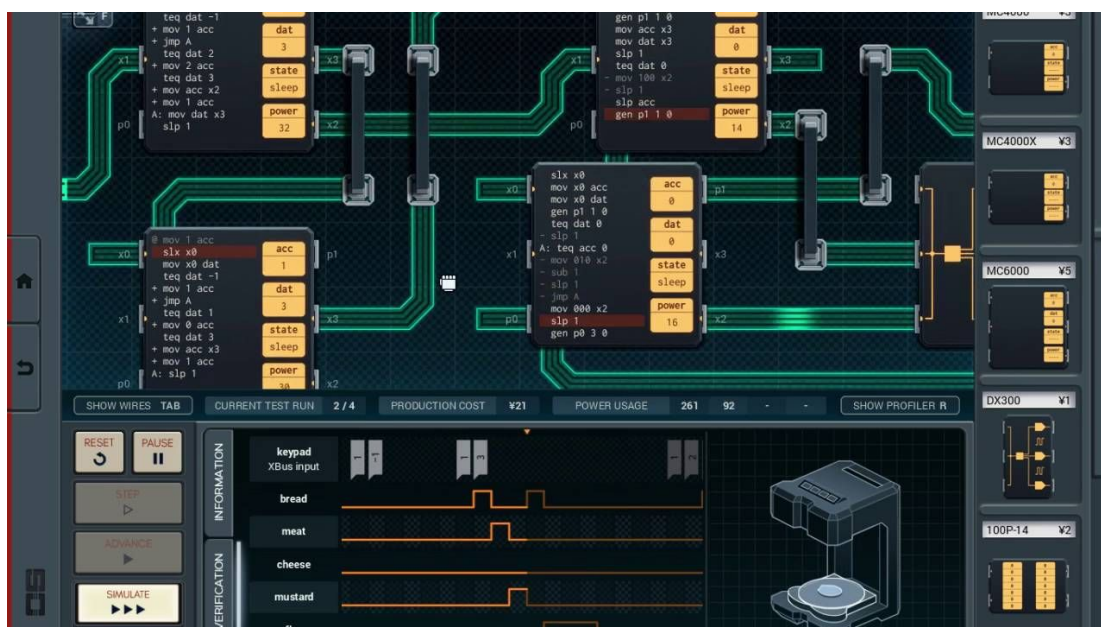 F
teq dat -1
+ mov 1 acc
+ jmp A
teq dat 2
+ mov 2 acc
teq dat 3
+ mov acc x2
+ mov 1 acc
A: mov dat x3
slp 1
dat
3
state
sleep
power
32
x1
p0
x3
x2
gen p1 1 0
mov acc x3
mov dat x3
slp 1
teq dat 0
- mov 100 x2
- slp 1
slp acc
gen p1 1 0
dat
0
state
sleep
power
14
x1
p0
x3
x2
MC4000 ¥3
MC4000X ¥3
MC6000 ¥5
DX300 ¥1
100P-14 ¥2
@ mov 1 acc
slx x0
mov x0 dat
teq dat -1
+ mov 1 acc
+ jmp A
teq dat 1
+ mov 0 acc
teq dat 3
+ mov acc x3
+ mov 1 acc
A: slp 1
acc
1
dat
3
state
sleep
power
30
x0
x1
p0
p1
x3
x2
slx x0
mov x0 acc
mov x0 dat
gen p1 1 0
teq dat 0
- slp 1
A: teq acc 0
- mov 010 x2
- sub 1
- slp 1
- jmp A
mov 000 x2
slp 1
gen p0 3 0
acc
0
dat
0
state
sleep
power
16
x0
x1
p0
p1
x3
x2
SHOW WIRES TAB
CURRENT TEST RUN 2 / 4
PRODUCTION COST ¥21
POWER USAGE 261 92 - -
SHOW PROFILER R
RESET
PAUSE
STEP
ADVANCE
SIMULATE
INFORMATION
VERIFICATION
keypad
XBus input
1 -1
1 3
1 2
bread
meat
cheese
mustard